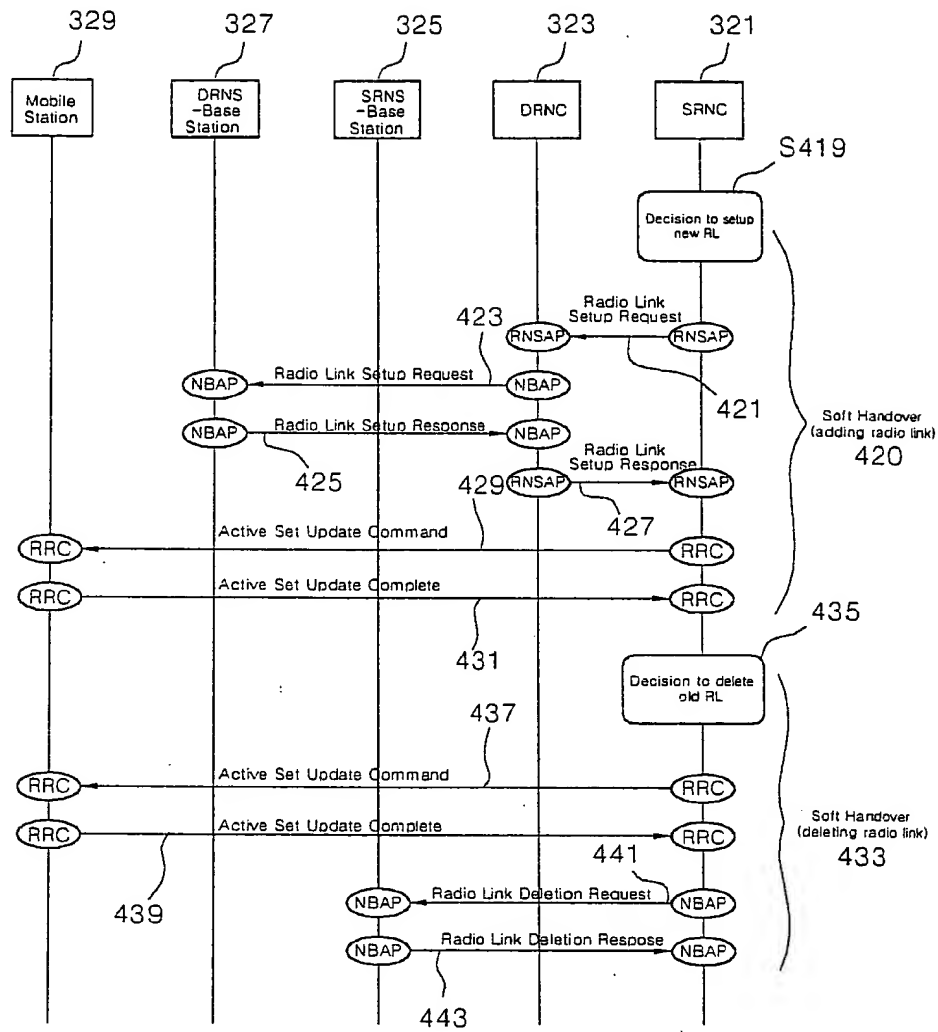 329
327
325
323
321
Mobile
Station
DRNS
-Base
Station
SRNS
-Base
Station
DRNC
SRNC
S419
Decision to setup
new RL
Radio Link
Setup Request
423
RNSAP
RNSAP
Radio Link Setup Request
NBAP
NBAP
421
Soft Handover
(adding radio link)
420
NBAP
Radio Link Setup Response
NBAP
Radio Link
Setup Response
425
429
RNSAP
RNSAP
427
Active Set Update Command
RRC
RRC
Active Set Update Complete
RRC
RRC
431
435
Decision to delete
old RL
437
Active Set Update Command
RRC
RRC
Active Set Update Complete
RRC
RRC
Soft Handover
(deleting radio link)
433
441
439
Radio Link Deletion Request
NBAP
NBAP
Radio Link Deletion Respose
NBAP
NBAP
443